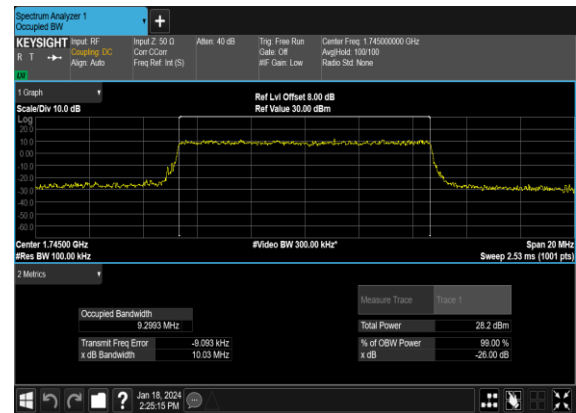 Spectrum Analyzer 1
Occupied BW
KEYSIGHT
R T
LU
Input: RF
Coupling: DC
Align: Auto
Input Z: 50 Ω
Corr CCorr
Freq Ref: Int (S)
Atten: 40 dB
Trig: Free Run
Gate: Off
#IF Gain: Low
Center Freq: 1.745000000 GHz
Avg|Hold: 100/100
Radio Std: None
1 Graph
Scale/Div 10.0 dB
Ref Lvl Offset 8.00 dB
Ref Value 30.00 dBm
Log
20.0
10.0
0.00
-10.0
-20.0
-30.0
-40.0
-50.0
-60.0
Center 1.74500 GHz
#Video BW 300.00 kHz*
Span 20 MHz
#Res BW 100.00 kHz
Sweep 2.53 ms (1001 pts)
2 Metrics
Measure Trace
Trace 1
Occupied Bandwidth
9.2993 MHz
Total Power
28.2 dBm
Transmit Freq Error
-9.093 kHz
% of OBW Power
99.00 %
x dB Bandwidth
10.03 MHz
x dB
-26.00 dB
?
Jan 18, 2024
2:25:15 PM